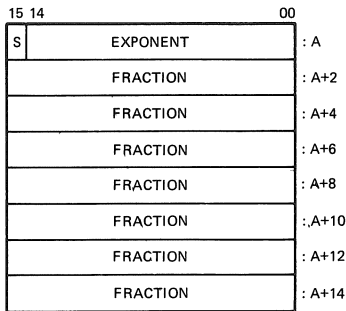 15 14 00
S EXPONENT : A
FRACTION : A+2
FRACTION : A+4
FRACTION : A+6
FRACTION : A+8
FRACTION : A+10
FRACTION : A+12
FRACTION : A+14